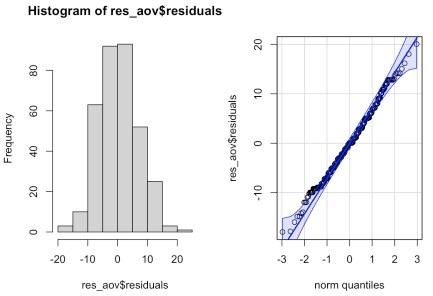 Histogram of res_aov$residuals
Frequency
80
60
40
20
0
-20 -10 0 10 20
res_aov$residuals
res_aov$residuals
20
10
0
-10
-3 -2 -1 0 1 2 3
norm quantiles